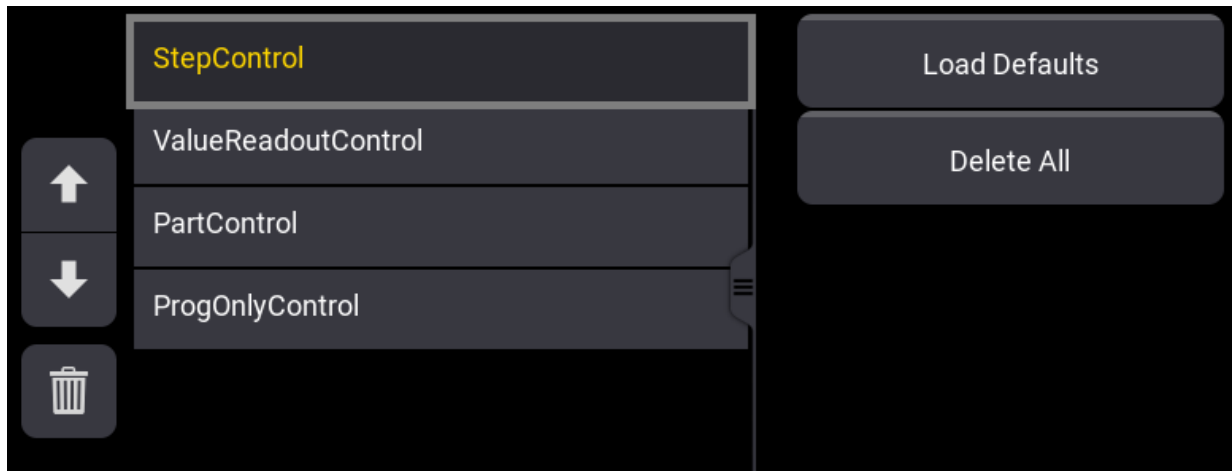 StepControl
ValueReadoutControl
PartControl
ProgOnlyControl
Load Defaults
Delete All